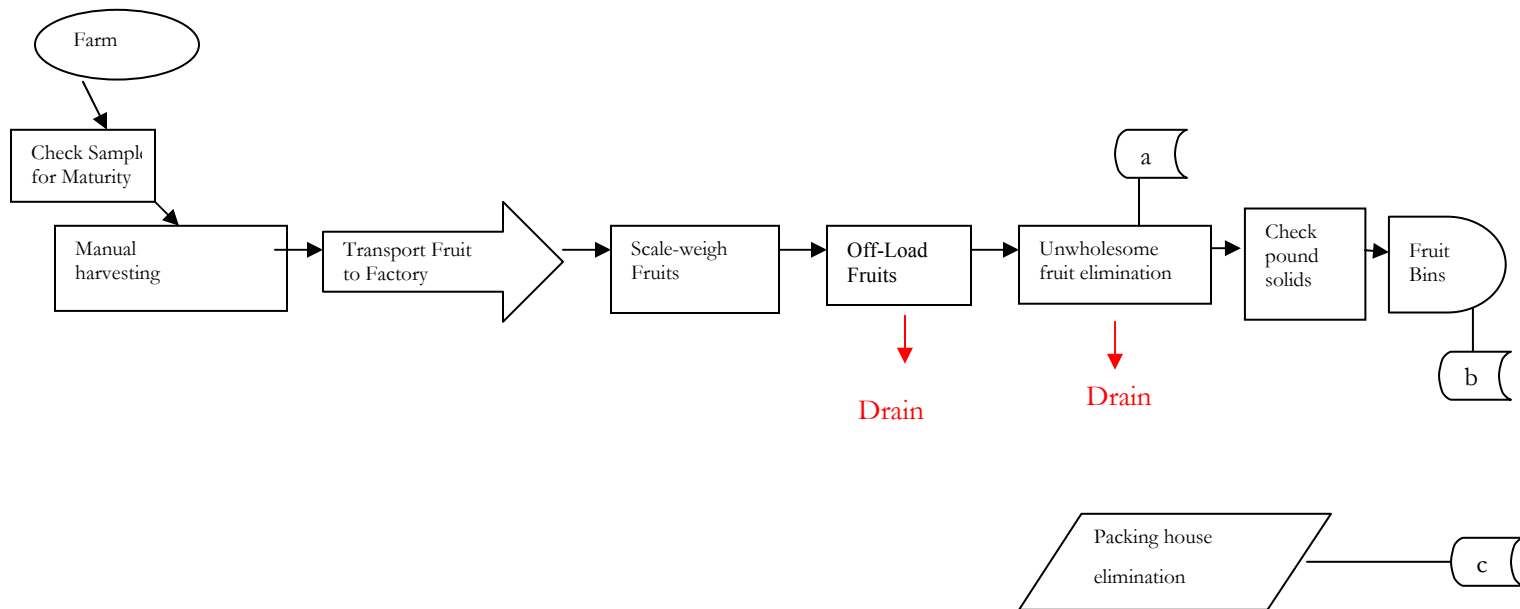 Farm
Check Sample
for Maturity
Manual
harvesting
Transport Fruit
to Factory
Scale-weigh
Fruits
Off-Load
Fruits
Drain
a
Unwholesome
fruit elimination
Drain
Check
pound
solids
Fruit
Bins
b
Packing house
elimination
c